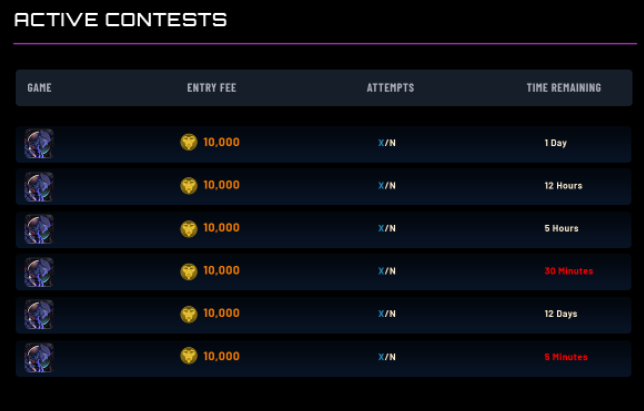 ACTIVE CONTESTS
GAME ENTRY FEE ATTEMPTS TIME REMAINING
10,000 X/N 1 Day
10,000 X/N 12 Hours
10,000 X/N 5 Hours
10,000 X/N 30 Minutes
10,000 X/N 12 Days
10,000 X/N 5 Minutes